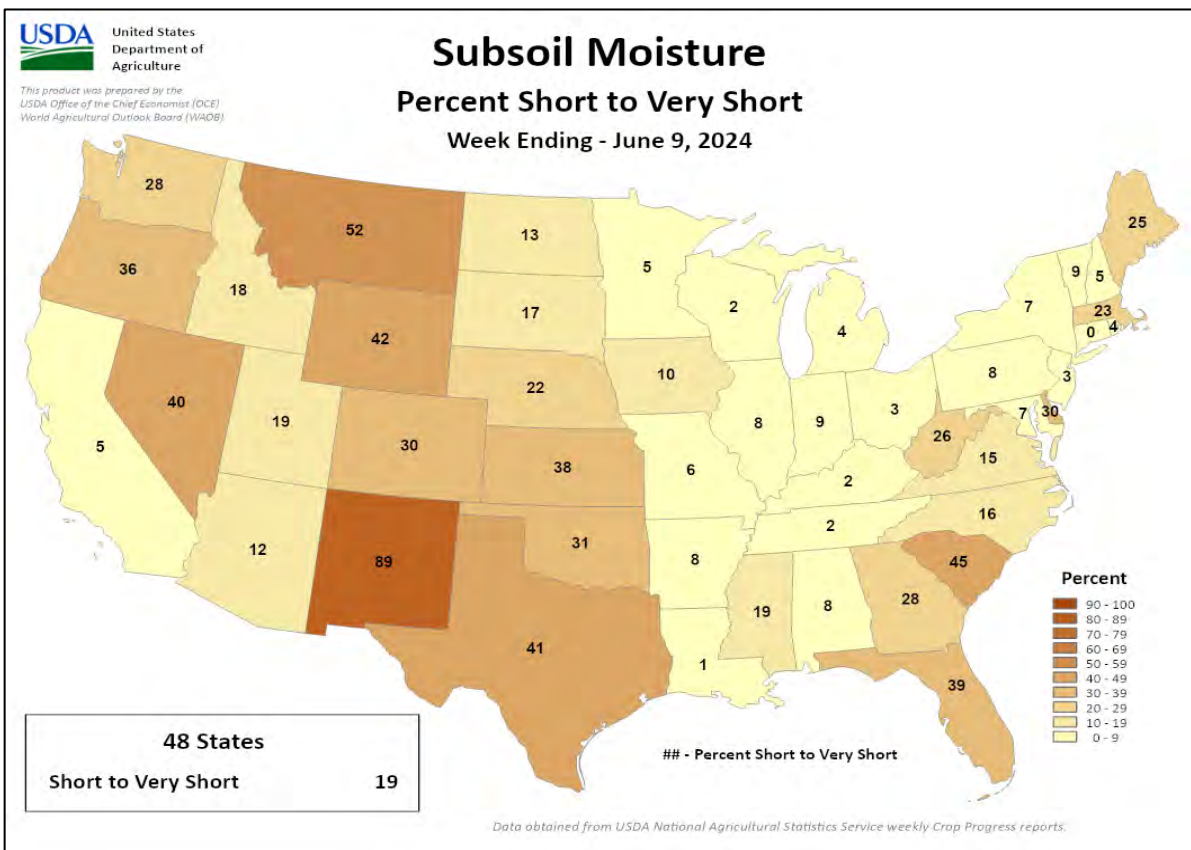 USDA
United States
Department of
Agriculture
This product was prepared by the
USDA Office of the Chief Economist (OCE)
World Agricultural Outlook Board (WAOB)
Subsoil Moisture
Percent Short to Very Short
Week Ending - June 9, 2024
28
52
13
5
25
36
18
17
2
4
7
9
5
42
23
0
4
40
19
22
10
8
3
5
30
38
6
8
9
3
7
30
26
15
12
89
31
8
2
2
16
45
41
1
19
8
28
39
Percent
90 - 100
80 - 89
70 - 79
60 - 69
50 - 59
40 - 49
30 - 39
20 - 29
10 - 19
0 - 9
48 States
Short to Very Short 19
## - Percent Short to Very Short
Data obtained from USDA National Agricultural Statistics Service weekly Crop Progress reports.